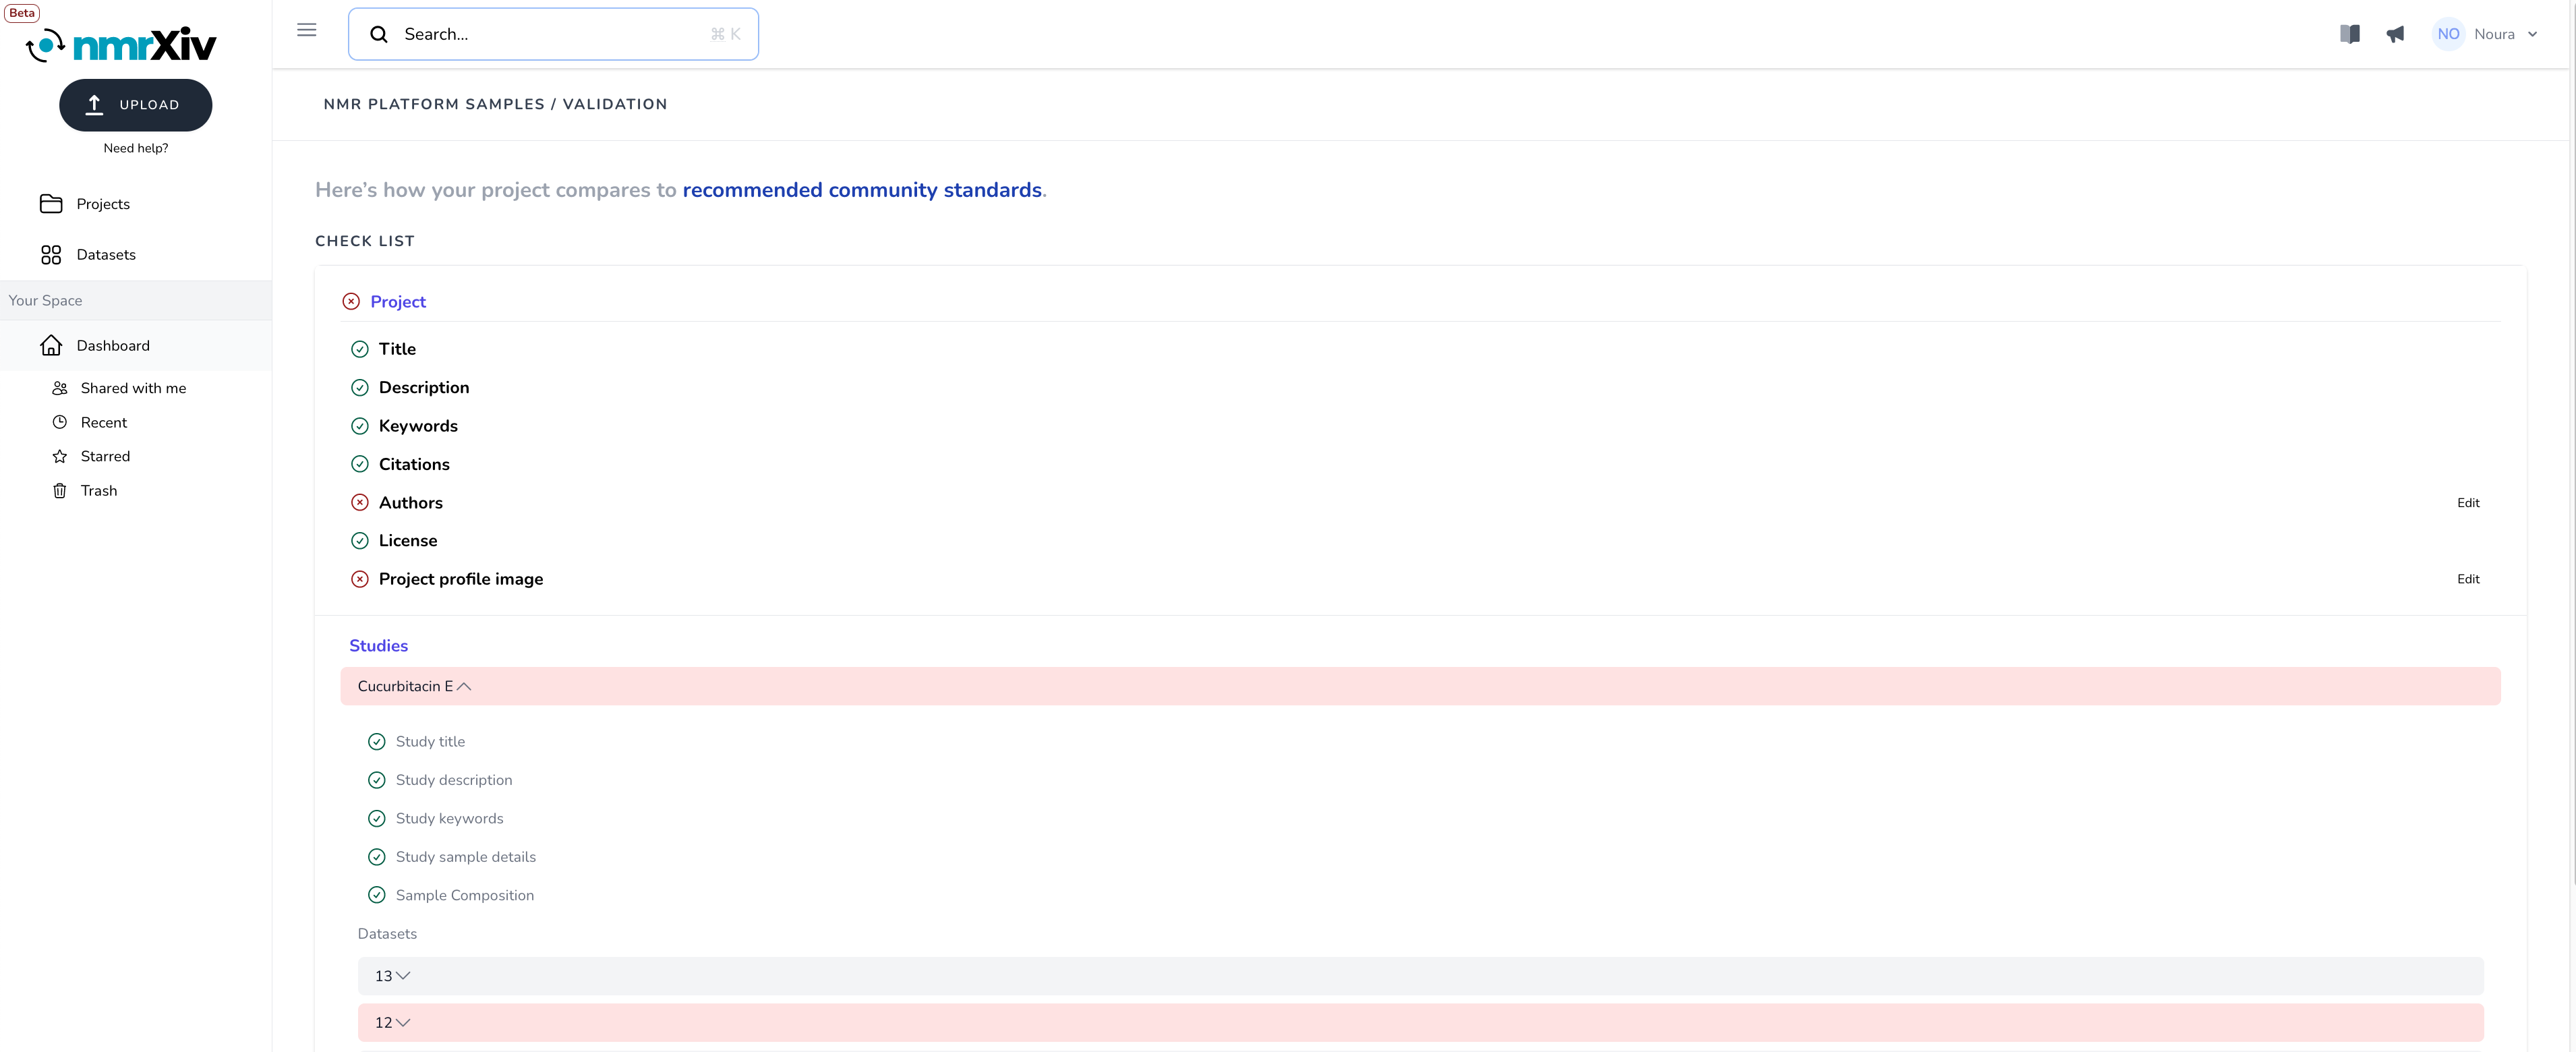 Beta
nmrXiv
UPLOAD
Need help?
Projects
Datasets
Your Space
Dashboard
Shared with me
Recent
Starred
Trash
Search...
⌘ K
NO
Noura
NMR PLATFORM SAMPLES / VALIDATION
Here's how your project compares to recommended community standards.
CHECK LIST
Project
Title
Description
Keywords
Citations
Authors
Edit
License
Project profile image
Edit
Studies
Cucurbitacin E
Study title
Study description
Study keywords
Study sample details
Sample Composition
Datasets
13
12